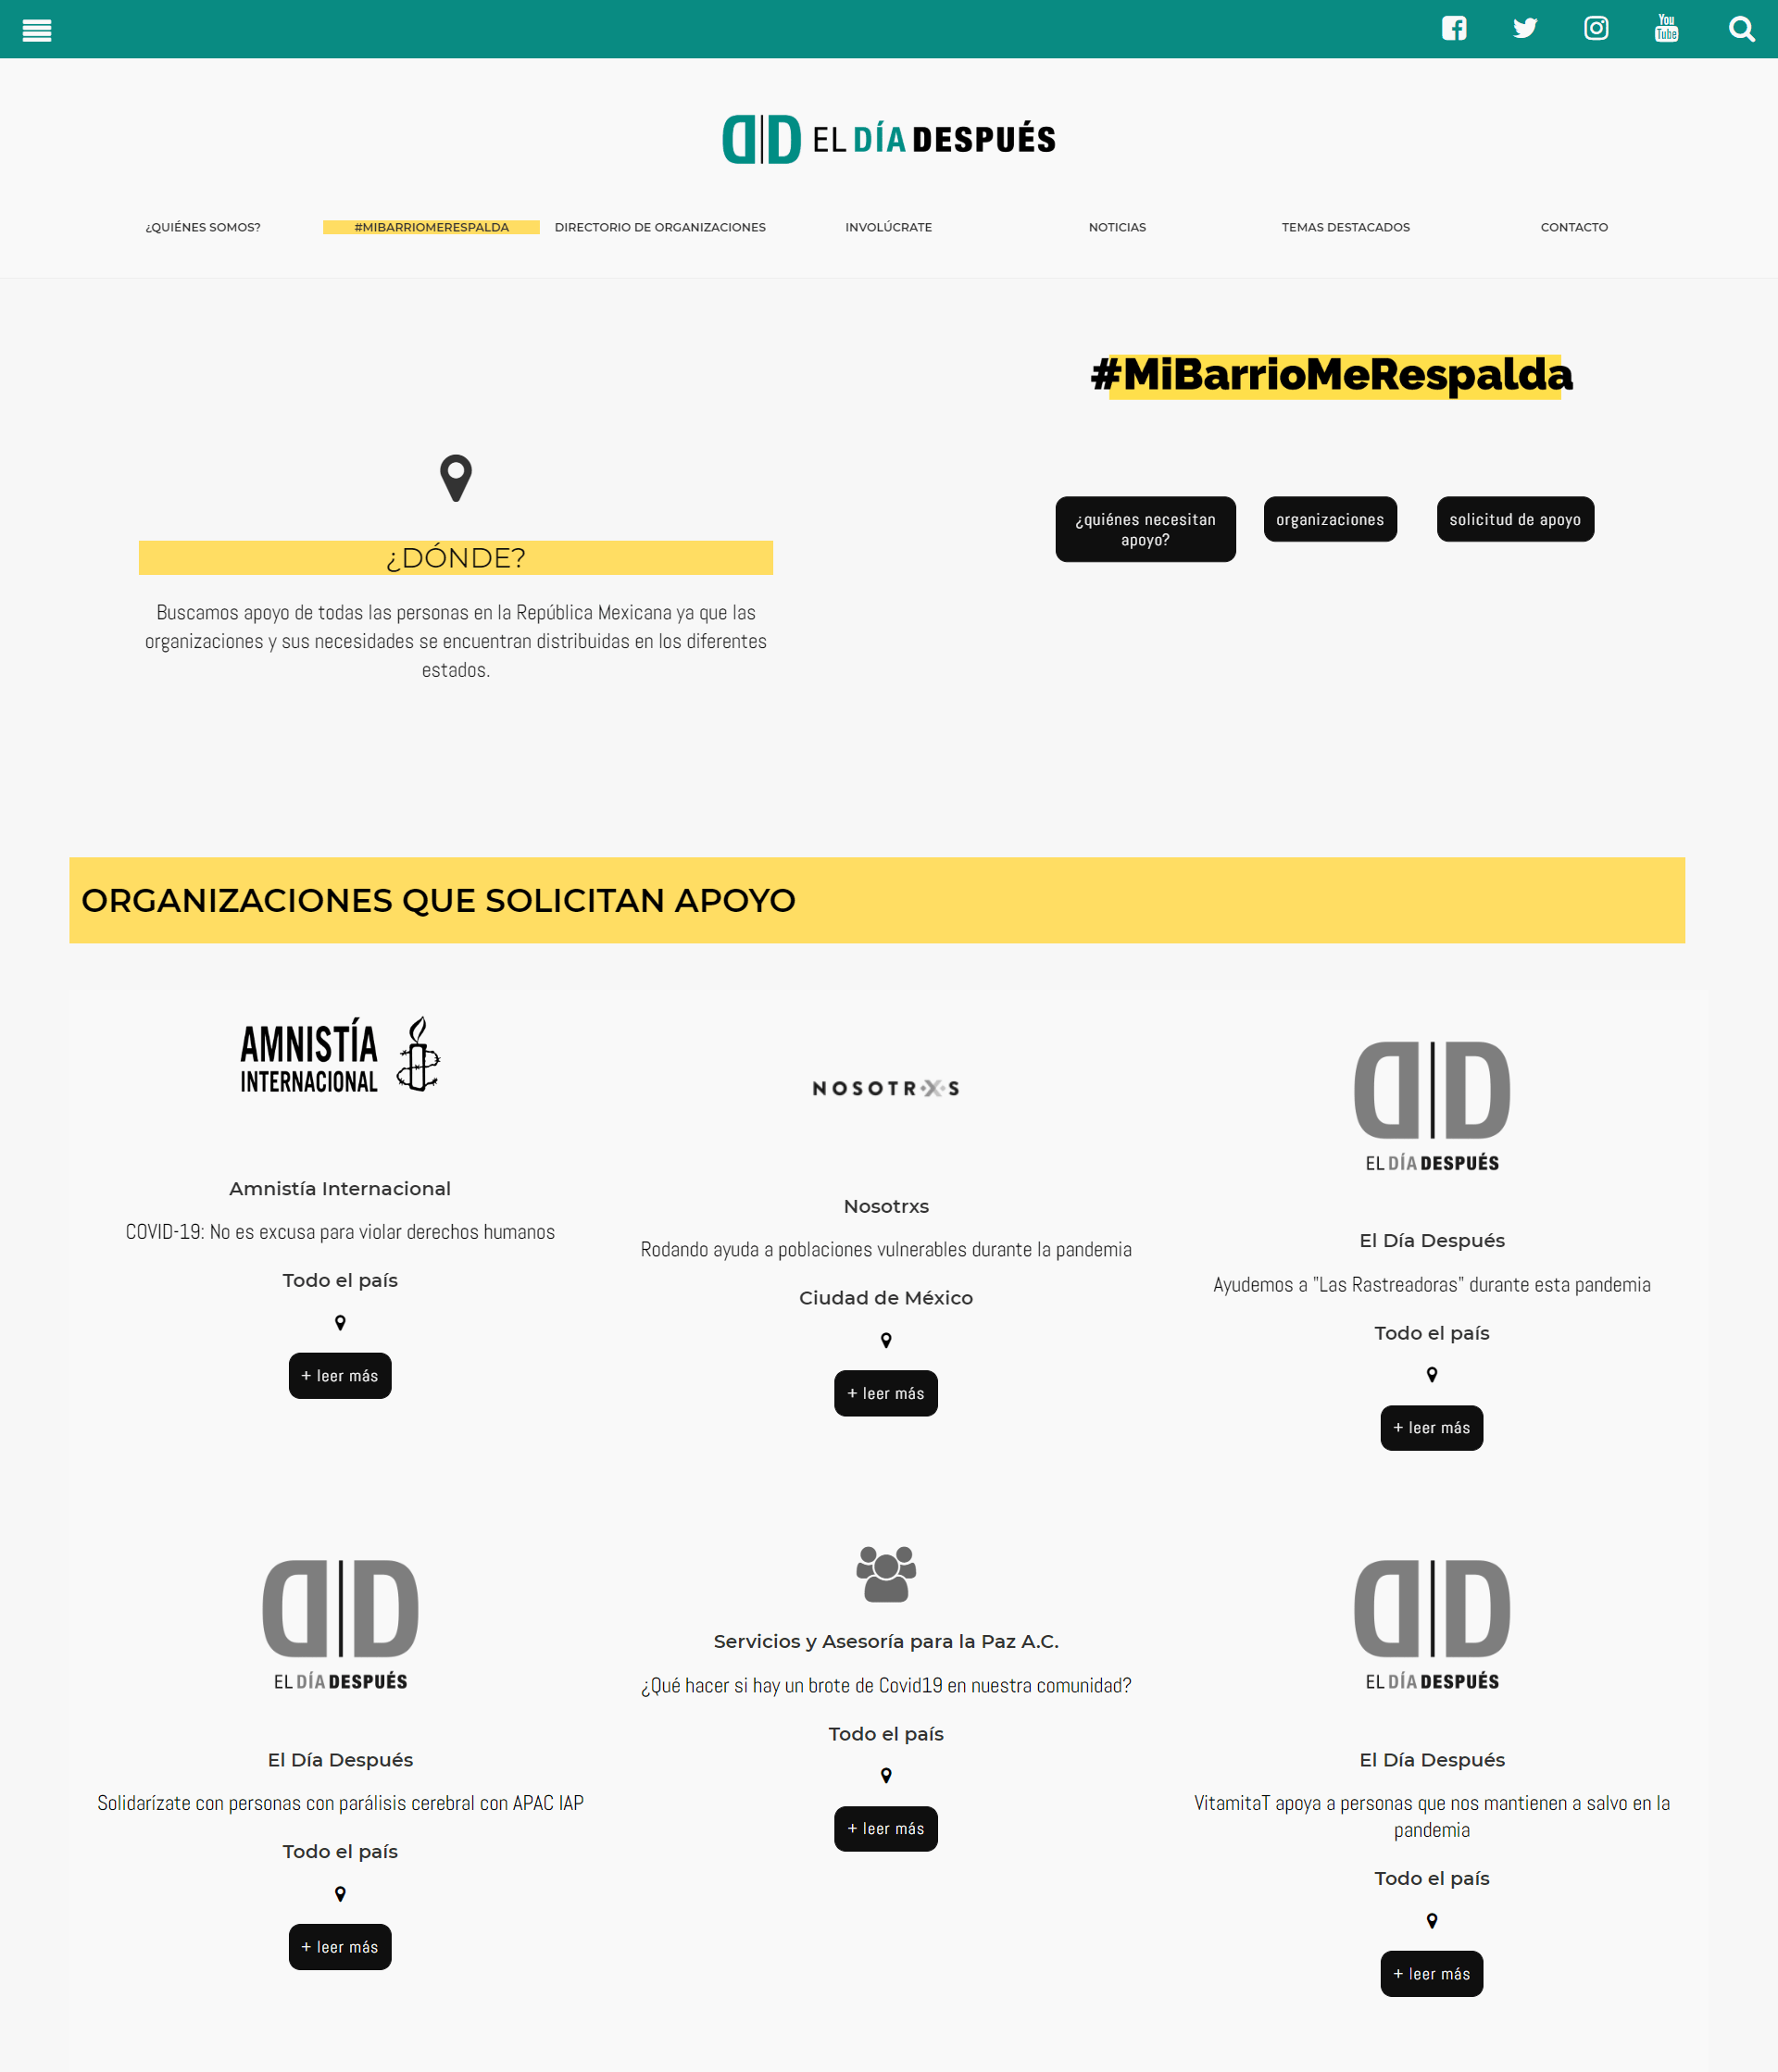 You
Tube
EL DÍA DESPUÉS
¿QUIÉNES SOMOS?
#MIBARRIOMERESPALDA
DIRECTORIO DE ORGANIZACIONES
INVOLÚCRATE
NOTICIAS
TEMAS DESTACADOS
CONTACTO
#MiBarrioMeRespalda
¿quiénes necesitan
apoyo?
organizaciones
solicitud de apoyo
¿DÓNDE?
Buscamos apoyo de todas las personas en la República Mexicana ya que las
organizaciones y sus necesidades se encuentran distribuidas en los diferentes
estados.
ORGANIZACIONES QUE SOLICITAN APOYO
AMNISTÍA
INTERNACIONAL
Amnistía Internacional
COVID-19: No es excusa para violar derechos humanos
Todo el país
+ leer más
NOSOTRXS
Nosotrxs
Rodando ayuda a poblaciones vulnerables durante la pandemia
Ciudad de México
+ leer más
EL DÍA DESPUÉS
El Día Después
Ayudemos a "Las Rastreadoras" durante esta pandemia
Todo el país
+ leer más
EL DÍA DESPUÉS
El Día Después
Solidarízate con personas con parálisis cerebral con APAC IAP
Todo el país
+ leer más
Servicios y Asesoría para la Paz A.C.
¿Qué hacer si hay un brote de Covid19 en nuestra comunidad?
Todo el país
+ leer más
EL DÍA DESPUÉS
El Día Después
VitamitaT apoya a personas que nos mantienen a salvo en la
pandemia
Todo el país
+ leer más